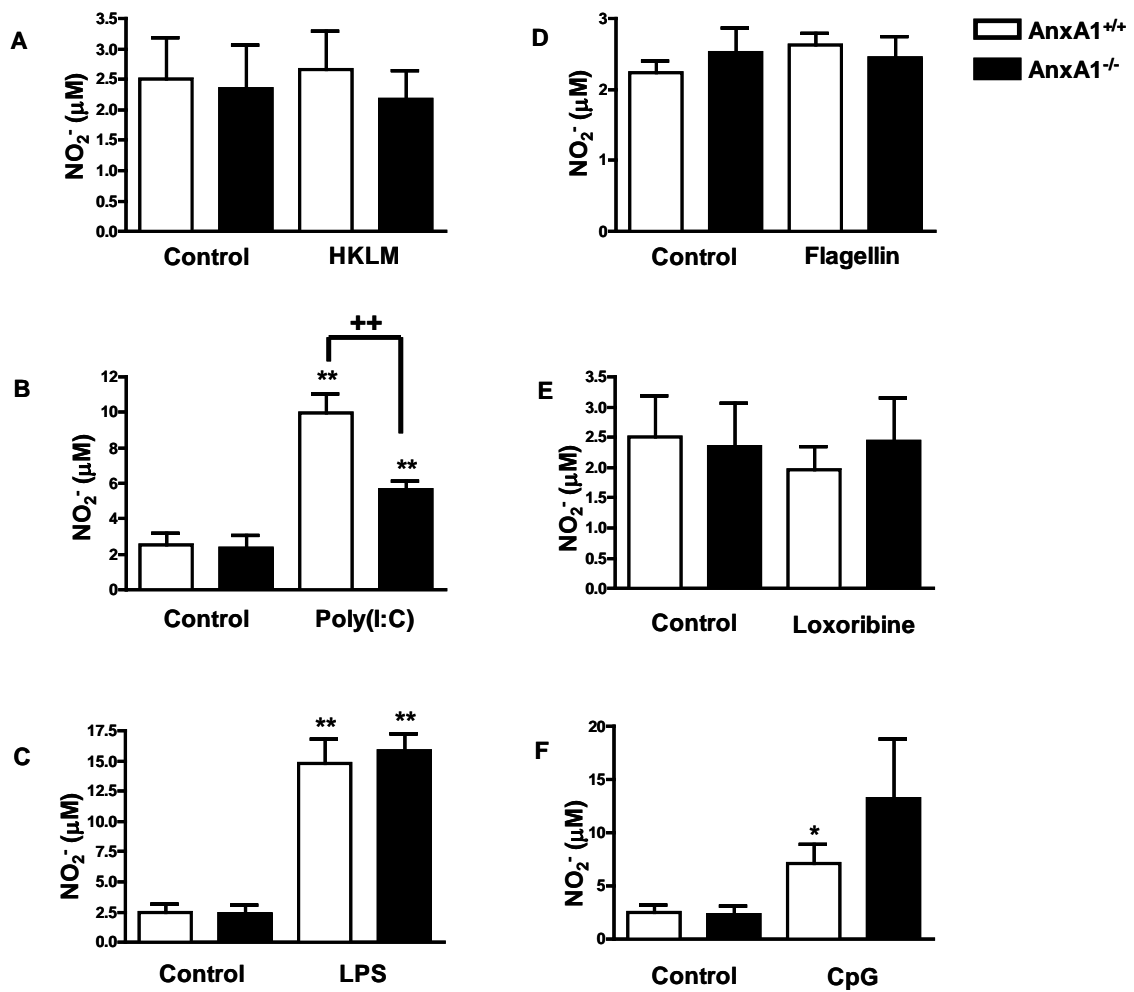 A
NO₂⁻ (μM)
3.5
3.0
2.5
2.0
1.5
1.0
0.5
0.0
Control HKLM
D
NO₂⁻ (μM)
3
2
1
0
Control Flagellin
AnxA1⁺/⁺
AnxA1⁻/⁻
B
NO₂⁻ (μM)
12
10
8
6
4
2
0
++
**
**
Control Poly(I:C)
E
NO₂⁻ (μM)
3.5
3.0
2.5
2.0
1.5
1.0
0.5
0.0
Control Loxoribine
C
NO₂⁻ (μM)
17.5
15.0
12.5
10.0
7.5
5.0
2.5
0.0
** **
Control LPS
F
NO₂⁻ (μM)
20
15
10
5
0
*
Control CpG